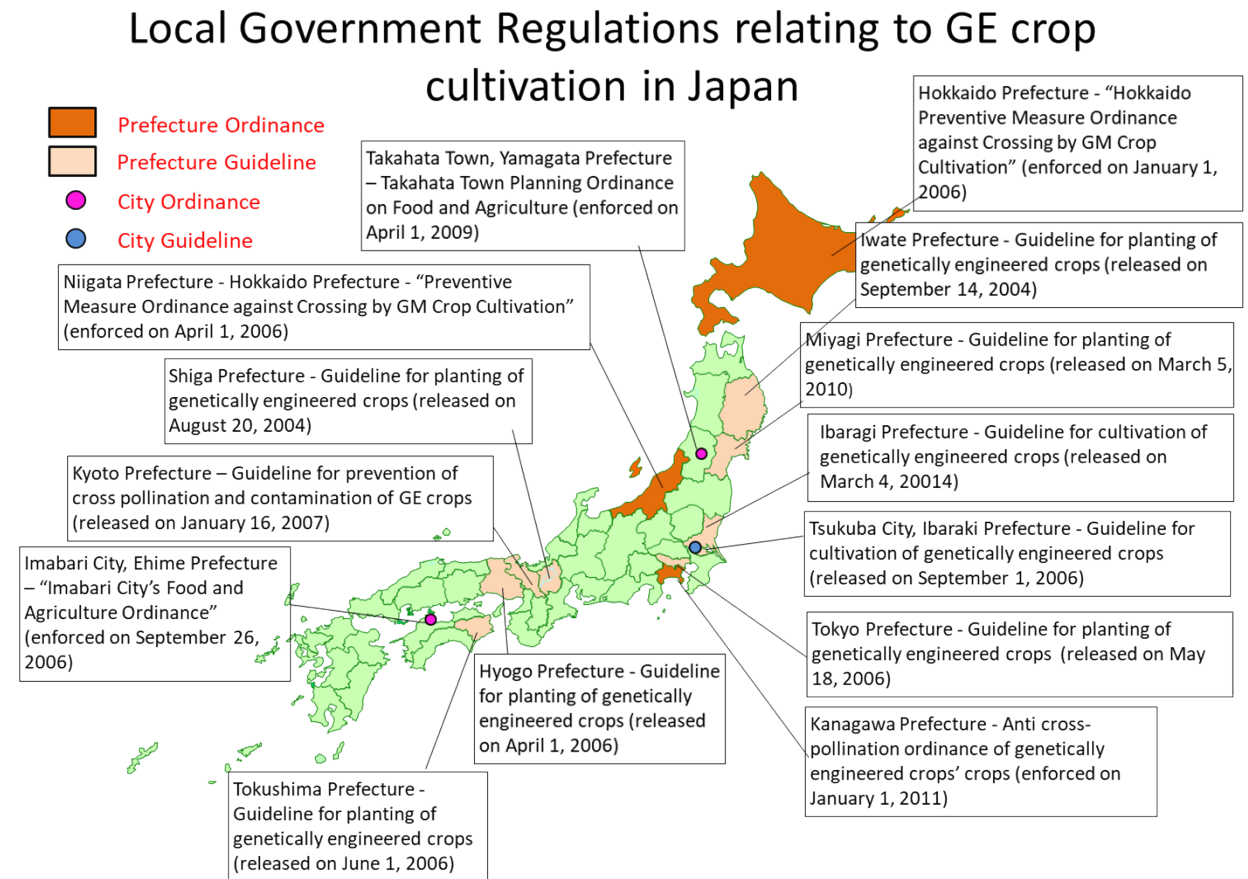 Local Government Regulations relating to GE crop
cultivation in Japan
Prefecture Ordinance
Prefecture Guideline
City Ordinance
City Guideline
Takahata Town, Yamagata Prefecture
– Takahata Town Planning Ordinance
on Food and Agriculture (enforced on
April 1, 2009)
Hokkaido Prefecture - “Hokkaido
Preventive Measure Ordinance
against Crossing by GM Crop
Cultivation” (enforced on January 1,
2006)
Niigata Prefecture - Hokkaido Prefecture - “Preventive
Measure Ordinance against Crossing by GM Crop Cultivation”
(enforced on April 1, 2006)
Iwate Prefecture - Guideline for planting of
genetically engineered crops (released on
September 14, 2004)
Shiga Prefecture - Guideline for planting of
genetically engineered crops (released on
August 20, 2004)
Miyagi Prefecture - Guideline for planting of
genetically engineered crops (released on March 5,
2010)
Kyoto Prefecture – Guideline for prevention of
cross pollination and contamination of GE crops
(released on January 16, 2007)
Ibaragi Prefecture - Guideline for cultivation of
genetically engineered crops (released on
March 4, 20014)
Imabari City, Ehime Prefecture
– “Imabari City’s Food and
Agriculture Ordinance”
(enforced on September 26,
2006)
Tsukuba City, Ibaraki Prefecture - Guideline for
cultivation of genetically engineered crops
(released on September 1, 2006)
Tokyo Prefecture - Guideline for planting of
genetically engineered crops (released on May
18, 2006)
Hyogo Prefecture - Guideline
for planting of genetically
engineered crops (released
on April 1, 2006)
Kanagawa Prefecture - Anti cross-
pollination ordinance of genetically
engineered crops’ crops (enforced on
January 1, 2011)
Tokushima Prefecture -
Guideline for planting of
genetically engineered crops
(released on June 1, 2006)